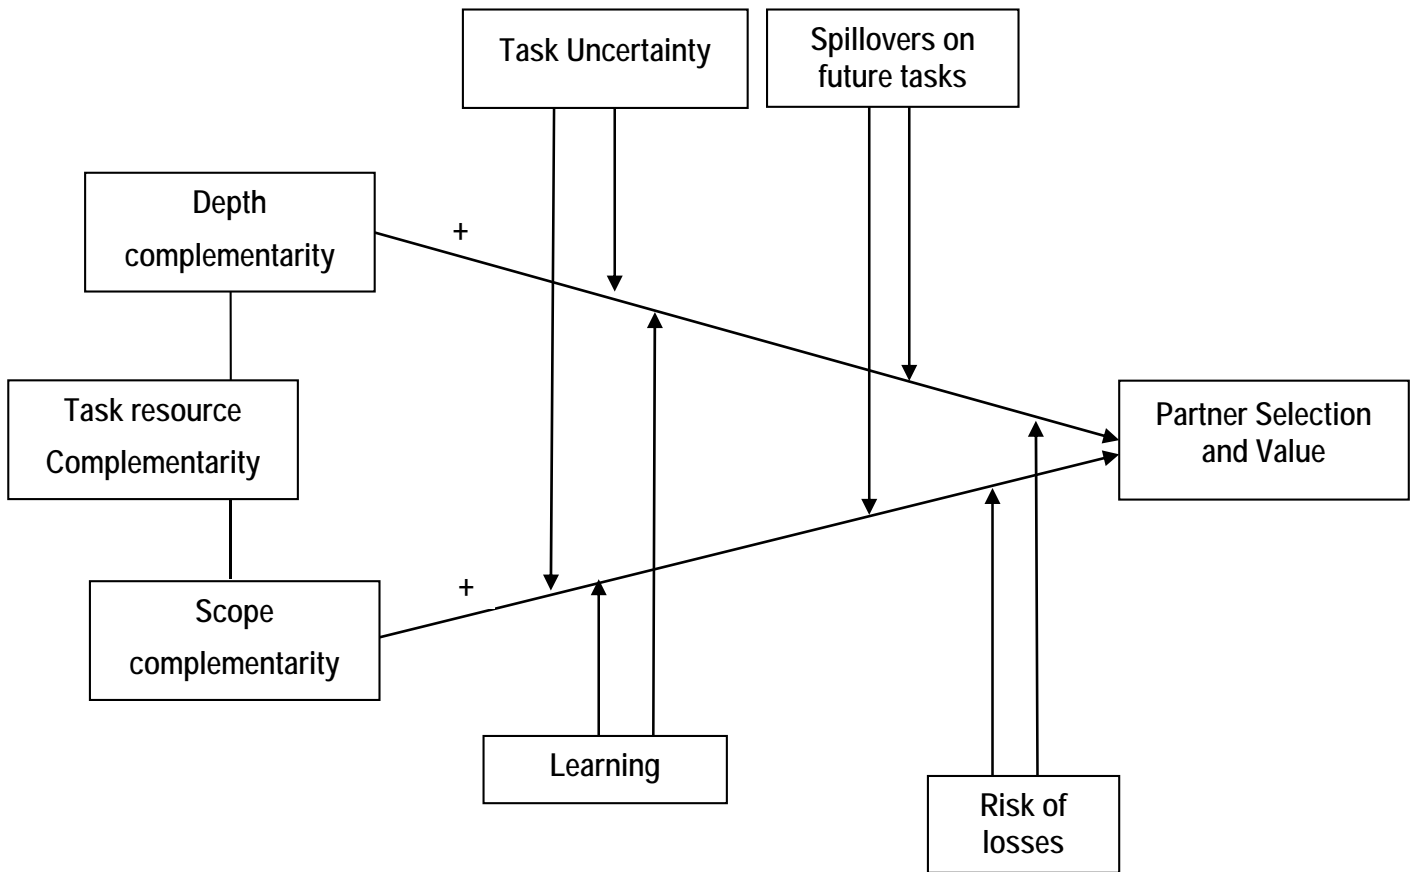 Task Uncertainty
Spillovers on
future tasks
Depth
complementarity
+
Task resource
Complementarity
Partner Selection
and Value
+
Scope
complementarity
Learning
Risk of
losses